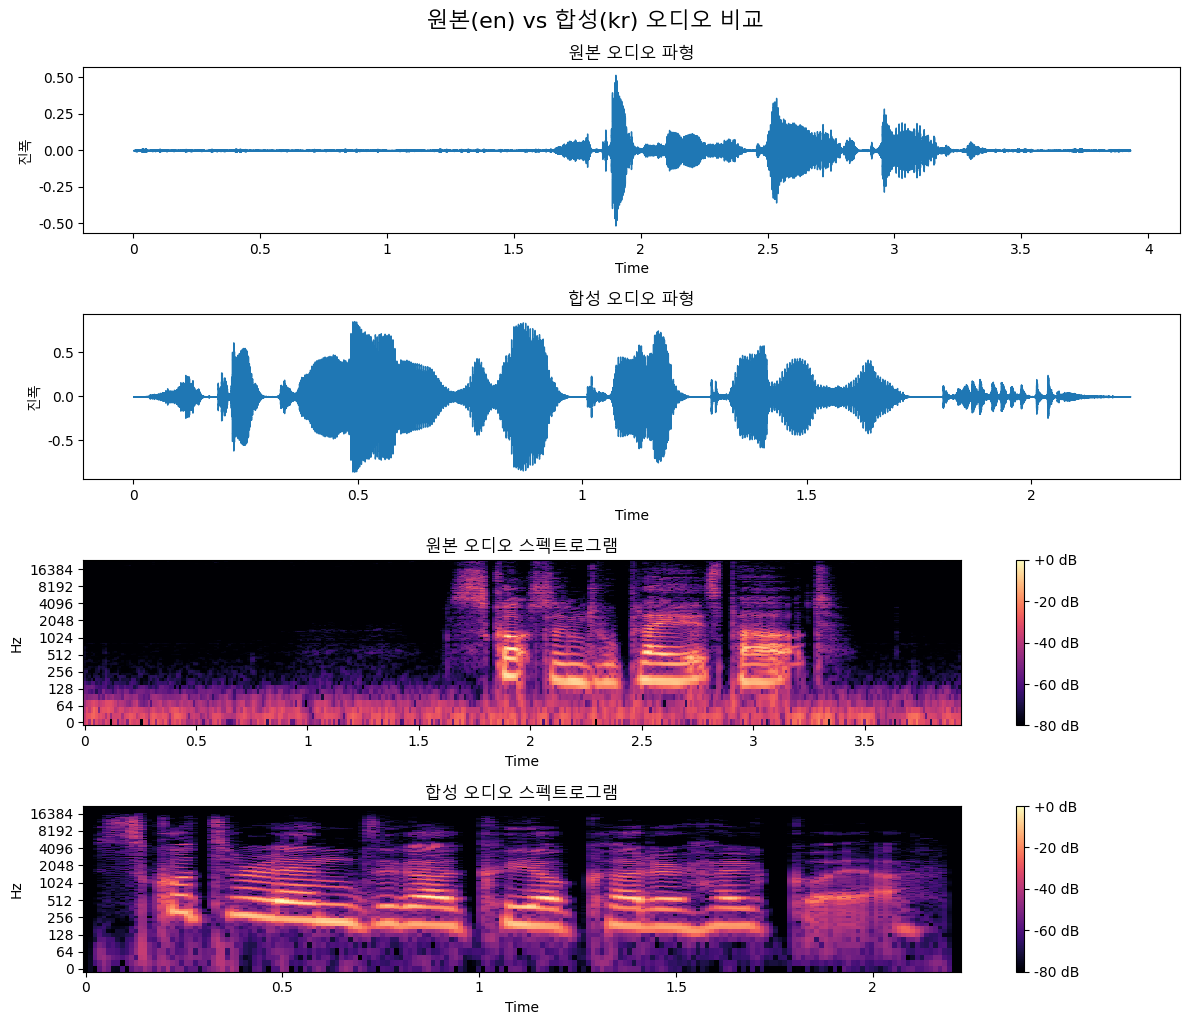 원본(en) vs 합성(kr) 오디오 비교
원본 오디오 파형
0.50
0.25
0.00
-0.25
-0.50
진폭
0 0.5 1 1.5 2 2.5 3 3.5 4
Time
합성 오디오 파형
0.5
0.0
-0.5
진폭
0 0.5 1 1.5 2
Time
원본 오디오 스펙트로그램
16384
8192
4096
2048
1024
512
256
128
64
0
Hz
0 0.5 1 1.5 2 2.5 3 3.5
Time
+0 dB
-20 dB
-40 dB
-60 dB
-80 dB
합성 오디오 스펙트로그램
16384
8192
4096
2048
1024
512
256
128
64
0
Hz
0 0.5 1 1.5 2
Time
+0 dB
-20 dB
-40 dB
-60 dB
-80 dB